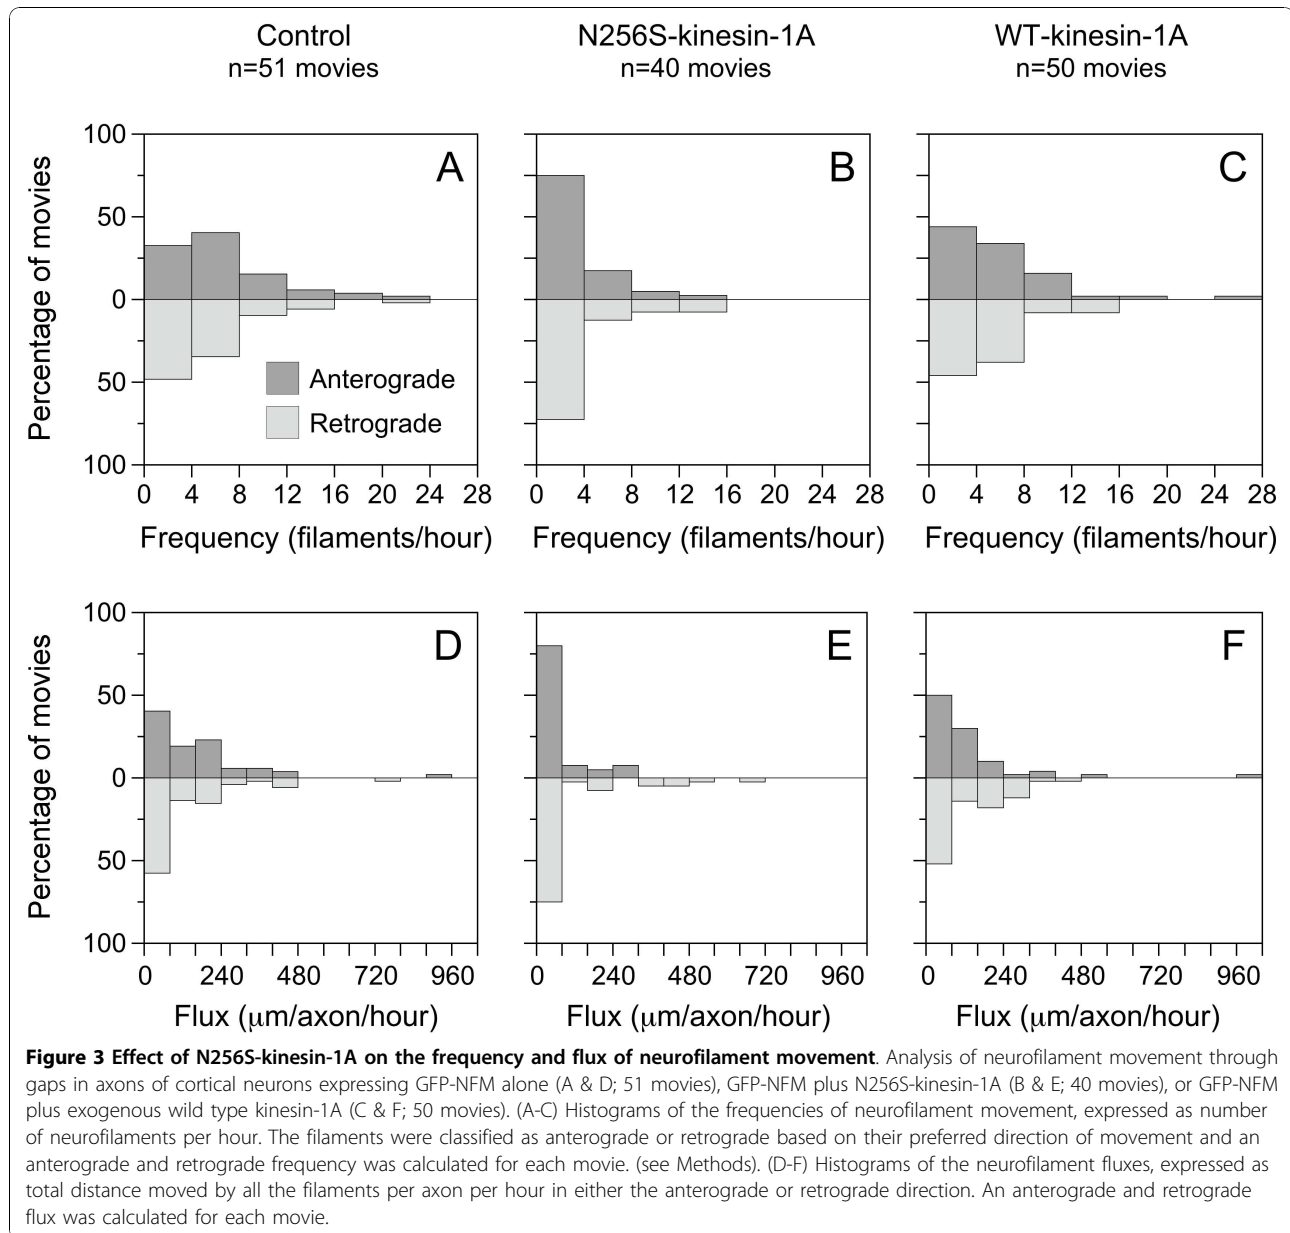 Control
n=51 movies
N256S-kinesin-1A
n=40 movies
WT-kinesin-1A
n=50 movies
Percentage of movies
100
50
0
50
100
A
Anterograde
Retrograde
0 4 8 12 16 20 24 28
Frequency (filaments/hour)
B
0 4 8 12 16 20 24 28
Frequency (filaments/hour)
C
0 4 8 12 16 20 24 28
Frequency (filaments/hour)
Percentage of movies
100
50
0
50
100
D
0 240 480 720 960
Flux (μm/axon/hour)
E
0 240 480 720 960
Flux (μm/axon/hour)
F
0 240 480 720 960
Flux (μm/axon/hour)
Figure 3 Effect of N256S-kinesin-1A on the frequency and flux of neurofilament movement. Analysis of neurofilament movement through
gaps in axons of cortical neurons expressing GFP-NFM alone (A & D; 51 movies), GFP-NFM plus N256S-kinesin-1A (B & E; 40 movies), or GFP-NFM
plus exogenous wild type kinesin-1A (C & F; 50 movies). (A-C) Histograms of the frequencies of neurofilament movement, expressed as number
of neurofilaments per hour. The filaments were classified as anterograde or retrograde based on their preferred direction of movement and an
anterograde and retrograde frequency was calculated for each movie. (see Methods). (D-F) Histograms of the neurofilament fluxes, expressed as
total distance moved by all the filaments per axon per hour in either the anterograde or retrograde direction. An anterograde and retrograde
flux was calculated for each movie.